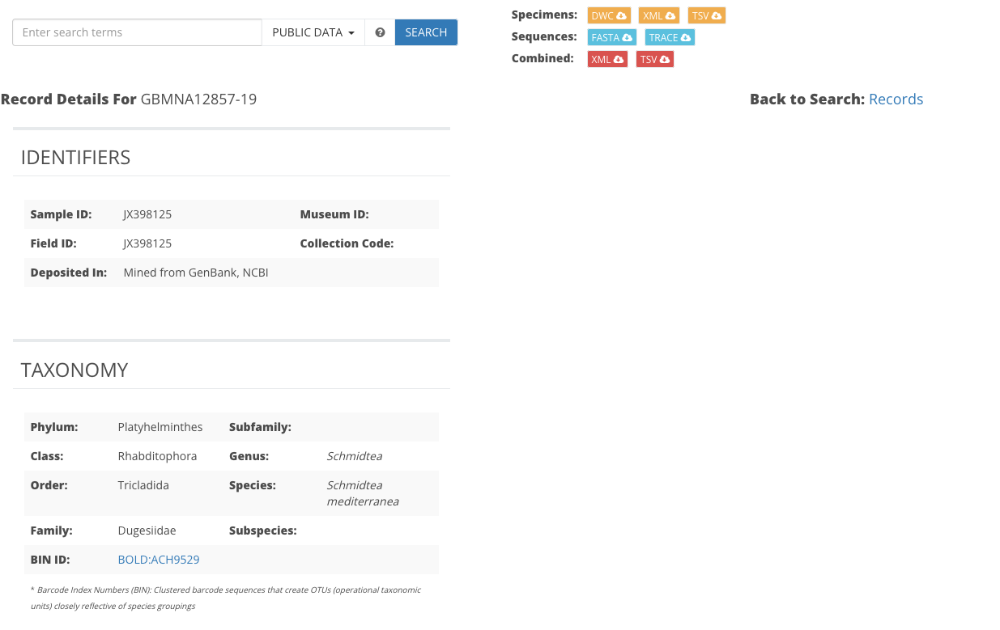 Enter search terms PUBLIC DATA SEARCH
Specimens: DWC XML TSV
Sequences: FASTA TRACE
Combined: XML TSV
Record Details For GBMNA12857-19
Back to Search: Records
IDENTIFIERS
Sample ID: JX398125 Museum ID:
Field ID: JX398125 Collection Code:
Deposited In: Mined from GenBank, NCBI
TAXONOMY
Phylum: Platyhelminthes Subfamily:
Class: Rhabditophora Genus: Schmidtea
Order: Tricladida Species: Schmidtea
mediterranea
Family: Dugesiidae Subspecies:
BIN ID: BOLD:ACH9529
* Barcode Index Numbers (BIN): Clustered barcode sequences that create OTUs (operational taxonomic
units) closely reflective of species groupings